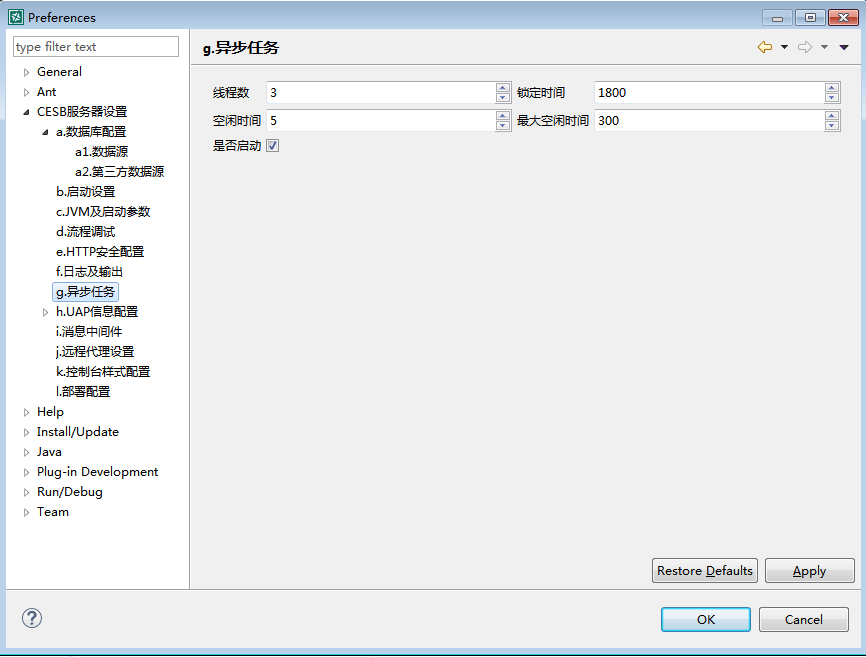 Preferences
type filter text
General
Ant
CESB服务器设置
a.数据库配置
a1.数据源
a2.第三方数据源
b.启动设置
c.JVM及启动参数
d.流程调试
e.HTTP安全配置
f.日志及输出
g.异步任务
h.UAP信息配置
i.消息中间件
j.远程代理设置
k.控制台样式配置
l.部署配置
Help
Install/Update
Java
Plug-in Development
Run/Debug
Team
g.异步任务
线程数 3 锁定时间 1800
空闲时间 5 最大空闲时间 300
是否启动
Restore Defaults Apply
OK Cancel